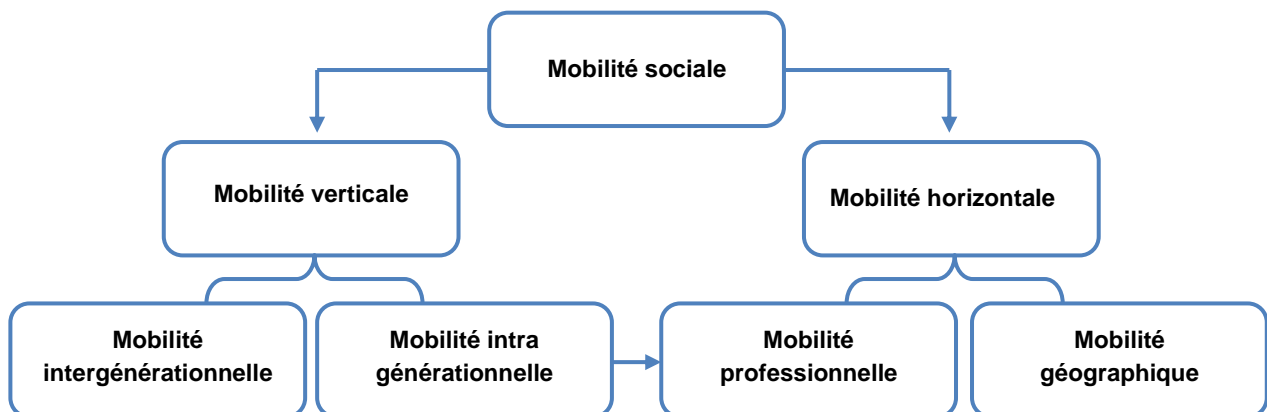 Mobilité sociale
Mobilité verticale
Mobilité horizontale
Mobilité
intergénérationnelle
Mobilité intra
générationnelle
Mobilité
professionnelle
Mobilité
géographique